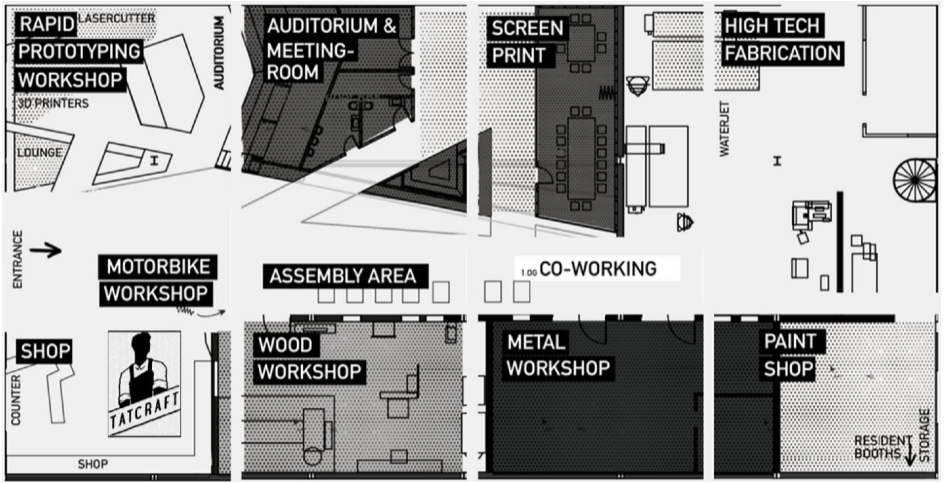 RAPID
PROTOTYPING
WORKSHOP
LASERCUTTER
3D PRINTERS
LOUNGE
AUDITORIUM
AUDITORIUM &
MEETING-
ROOM
SCREEN
PRINT
HIGH TECH
FABRICATION
WATERJET
ENTRANCE
MOTORBIKE
WORKSHOP
ASSEMBLY AREA
1.OG CO-WORKING
SHOP
COUNTER
TATCRAFT
SHOP
WOOD
WORKSHOP
METAL
WORKSHOP
PAINT
SHOP
RESIDENT
BOOTHS
STORAGE